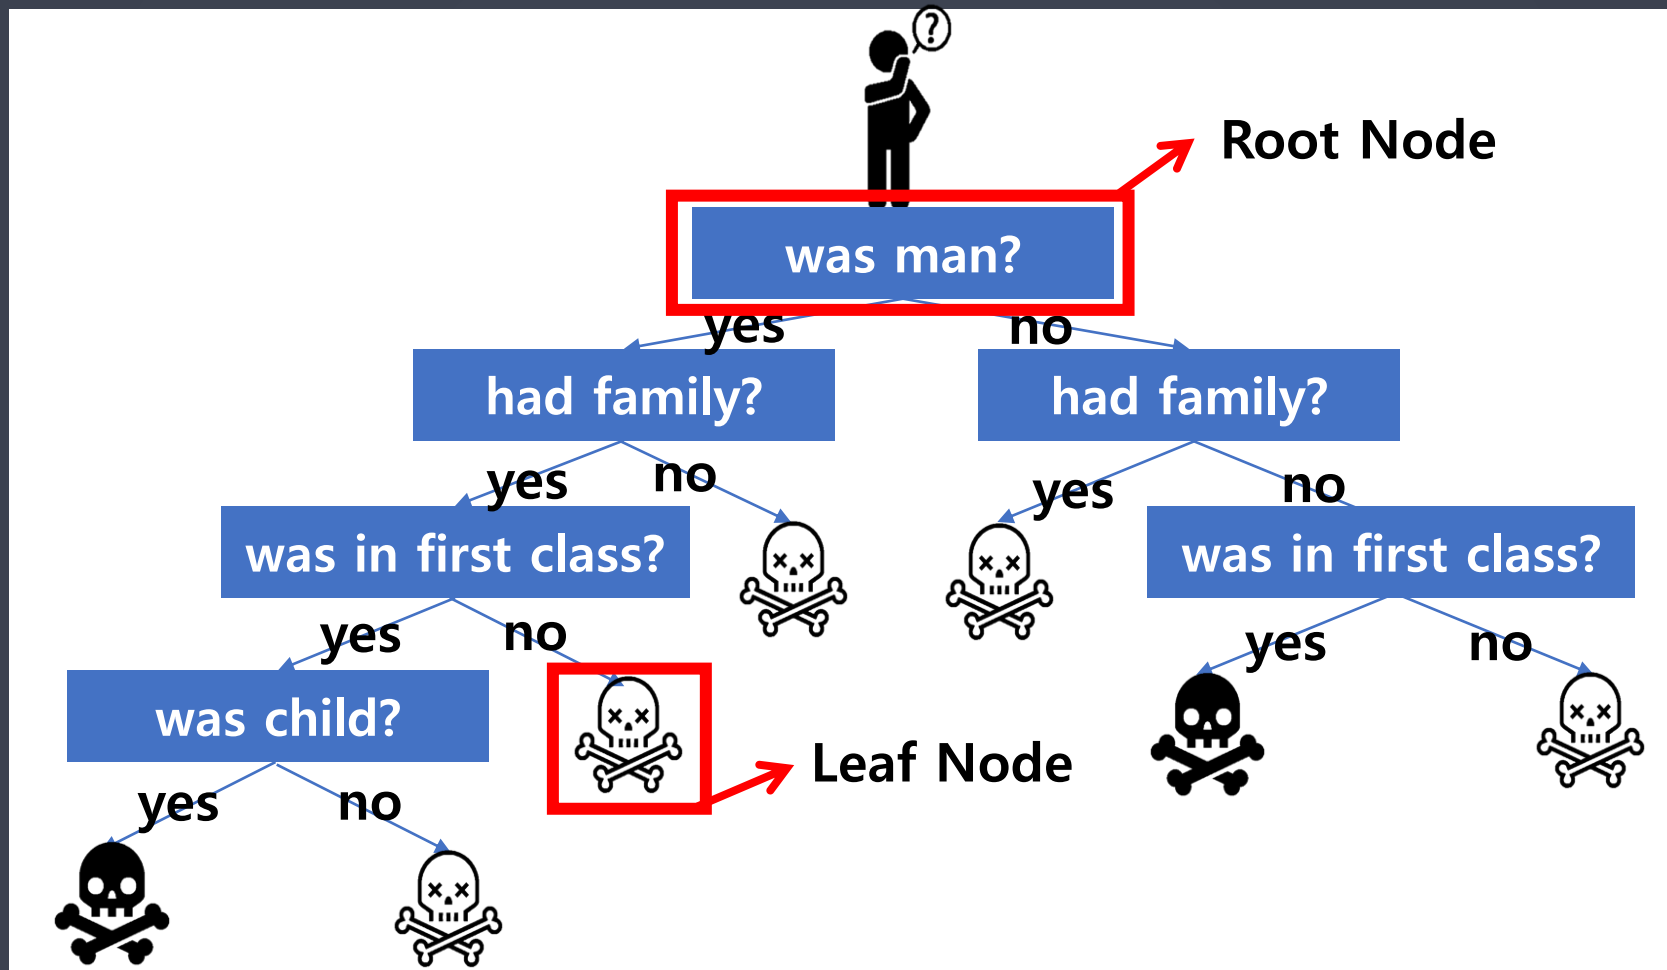 ?
Root Node
was man?
yes
no
had family?
had family?
yes
no
yes
no
was in first class?
was in first class?
yes
no
yes
no
was child?
Leaf Node
yes
no